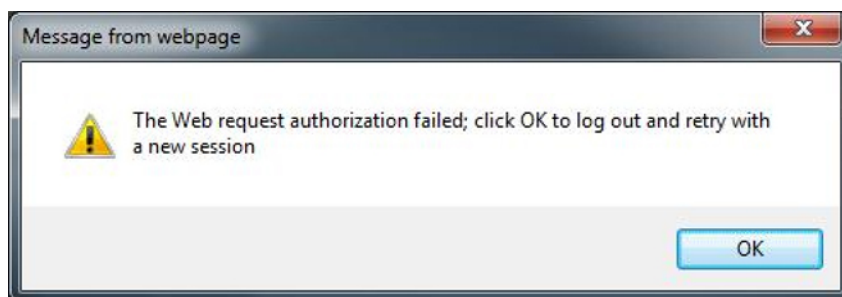 Message from webpage
The Web request authorization failed; click OK to log out and retry with
a new session
OK